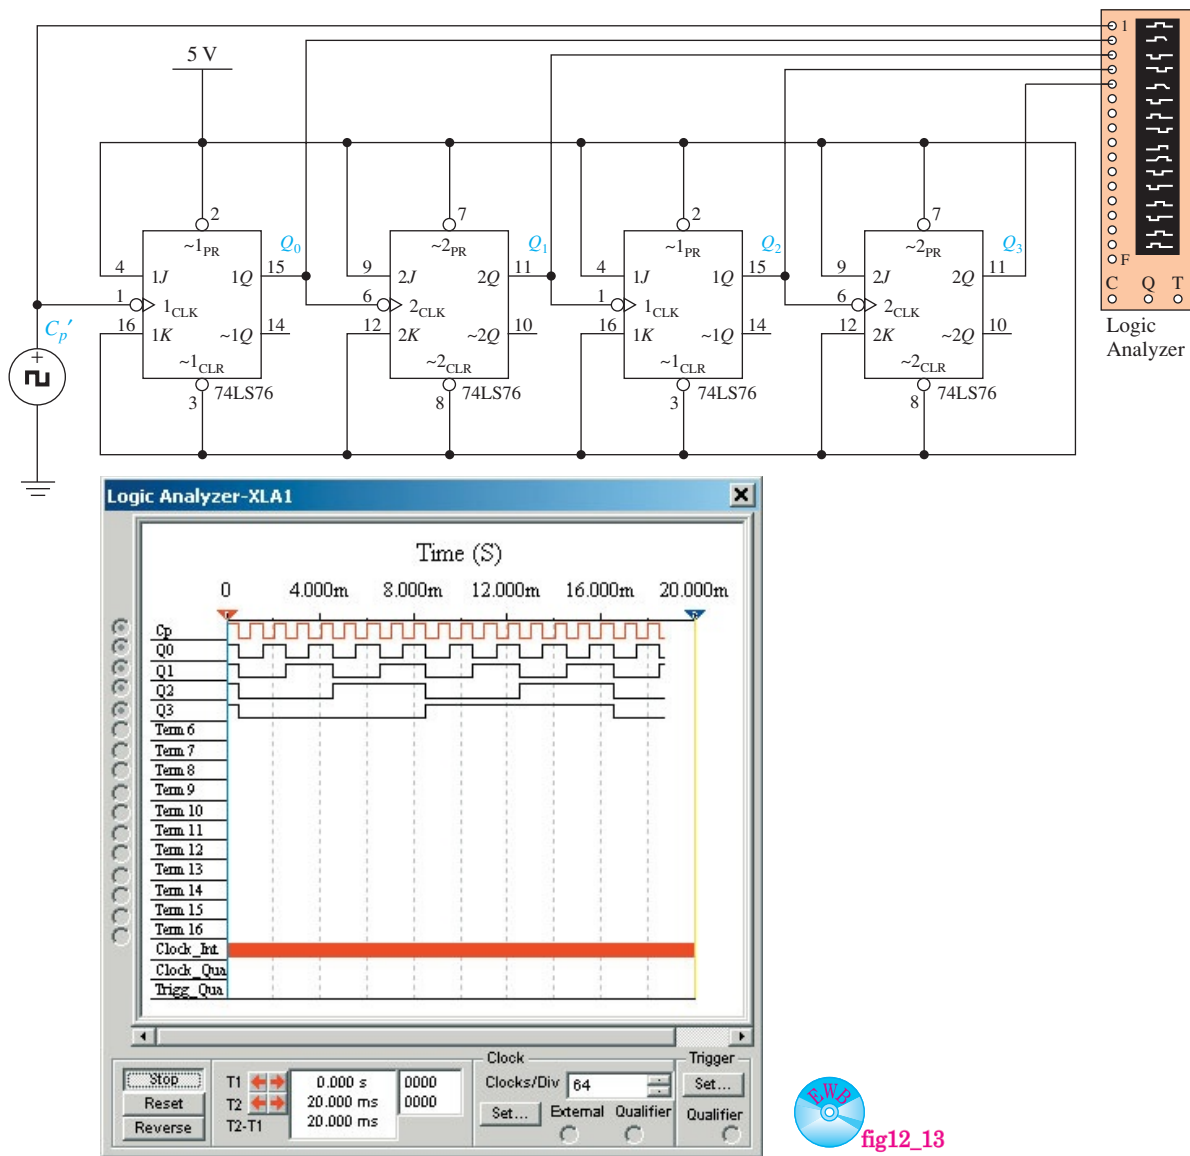 5 V
1
F
C Q T
Logic
Analyzer
2
~1PR
4
1J
1Q
15
Q0
1
1CLK
Cp′
16
1K
~1Q
14
~1CLR
3
74LS76
7
~2PR
9
2J
2Q
11
Q1
6
2CLK
12
2K
~2Q
10
~2CLR
8
74LS76
2
~1PR
4
1J
1Q
15
Q2
1
1CLK
16
1K
~1Q
14
~1CLR
3
74LS76
7
~2PR
9
2J
2Q
11
Q3
6
2CLK
12
2K
~2Q
10
~2CLR
8
74LS76
Logic Analyzer-XLA1
Time (S)
0 4.000m 8.000m 12.000m 16.000m 20.000m
Cp
Q0
Q1
Q2
Q3
Term 6
Term 7
Term 8
Term 9
Term 10
Term 11
Term 12
Term 13
Term 14
Term 15
Term 16
Clock_Int
Clock_Qua
Trigg_Qua
Stop
Reset
Reverse
T1 0.000 s 0000
T2 20.000 ms 0000
T2-T1 20.000 ms
Clock
Clocks/Div 64
Set... External Qualifier
Trigger
Set...
Qualifier
EWB
fig12_13